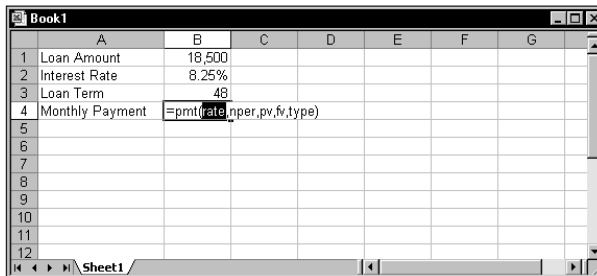 Book1
A B C D E F G
1 Loan Amount 18,500
2 Interest Rate 8.25%
3 Loan Term 48
4 Monthly Payment =pmt(rate,nper,pv,fv,type)
5
6
7
8
9
10
11
12
Sheet1